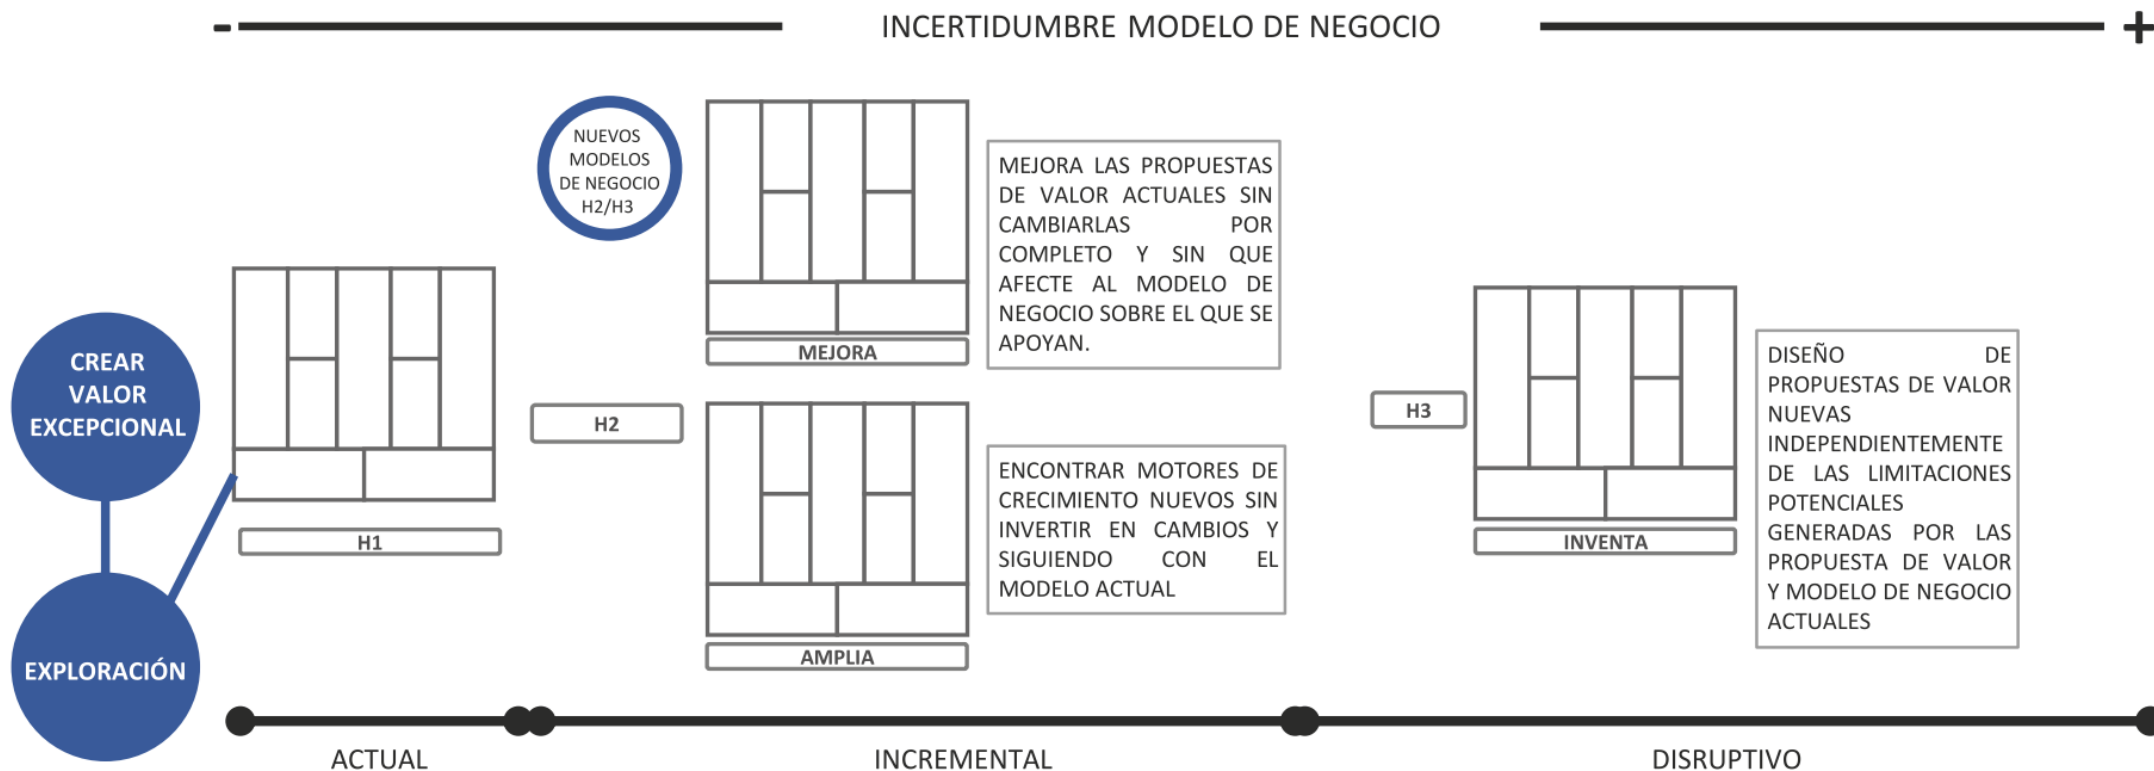 - INCERTIDUMBRE MODELO DE NEGOCIO +
NUEVOS
MODELOS
DE NEGOCIO
H2/H3
CREAR
VALOR
EXCEPCIONAL
EXPLORACIÓN
H1
H2
MEJORA
MEJORA LAS PROPUESTAS
DE VALOR ACTUALES SIN
CAMBIARLAS POR
COMPLETO Y SIN QUE
AFECTE AL MODELO DE
NEGOCIO SOBRE EL QUE SE
APOYAN.
AMPLIA
ENCONTRAR MOTORES DE
CRECIMIENTO NUEVOS SIN
INVERTIR EN CAMBIOS Y
SIGUIENDO CON EL
MODELO ACTUAL
H3
INVENTA
DISEÑO DE
PROPUESTAS DE VALOR
NUEVAS
INDEPENDIENTEMENTE
DE LAS LIMITACIONES
POTENCIALES
GENERADAS POR LAS
PROPUESTA DE VALOR
Y MODELO DE NEGOCIO
ACTUALES
ACTUAL
INCREMENTAL
DISRUPTIVO